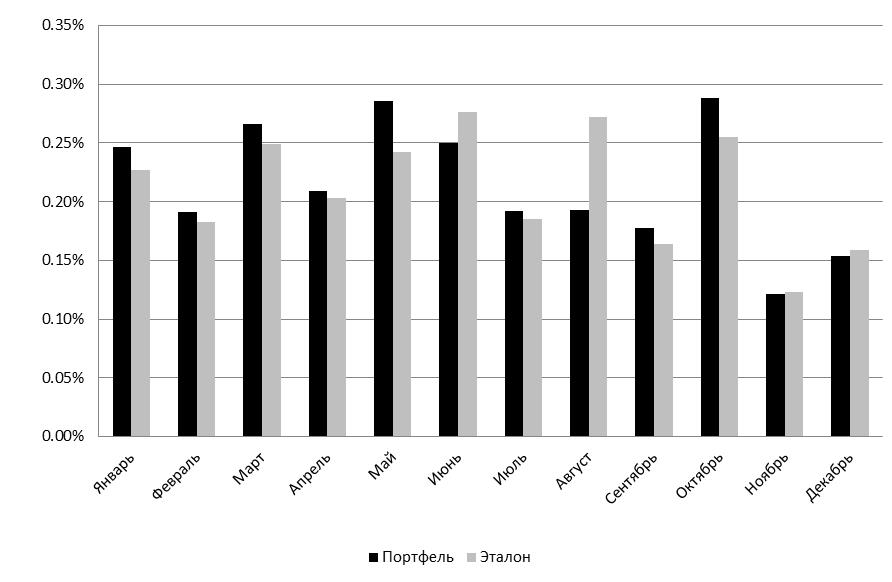 0.35%
0.30%
0.25%
0.20%
0.15%
0.10%
0.05%
0.00%
Январь
Февраль
Март
Апрель
Май
Июнь
Июль
Август
Сентябрь
Октябрь
Ноябрь
Декабрь
Портфель Эталон